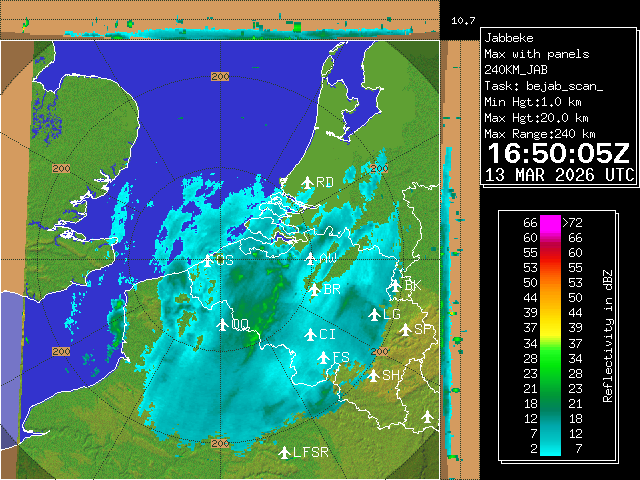 10.7
Jabbeke
Max with panels
240KM_JAB
Task: bejab_scan_
Min Hgt:1.0 km
Max Hgt:20.0 km
Max Range:240 km
16:50:05Z
13 MAR 2026 UTC
200
200
200
RD
OS
AW
BR
BK
LG
SP
QQ
CI
FS
200
200
SH
200
LFSR
66 >72
60 66
55 60
53 55
50 53
44 50
39 44
37 39
34 37
28 34
23 28
21 23
18 21
12 18
7 12
2 7
Reflectivity in dBZ